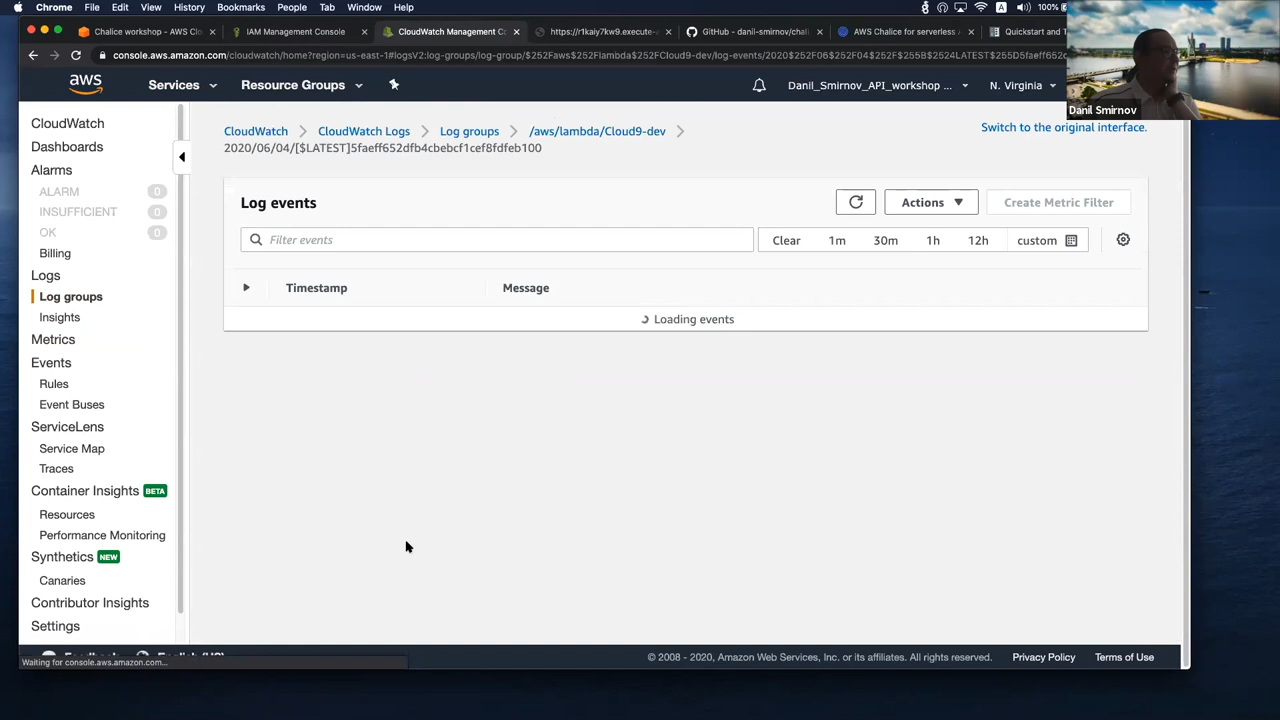 Chrome File Edit View History Bookmarks People Tab Window Help
A 100%
Chalice workshop – AWS Clo
IAM Management Console
CloudWatch Management Co
https://r1kaiy7kw9.execute-a
GitHub - danil-smirnov/chali
AWS Chalice for serverless A
Quickstart and T
console.aws.amazon.com/cloudwatch/home?region=us-east-1#logsV2:log-groups/log-group/$252Faws$252Flambda$252FCloud9-dev/log-events/2020$252F06$252F04$252F$255B$2524LATEST$255D5faeff652
aws Services Resource Groups Danil_Smirnov_API_workshop ... N. Virginia
Danil Smirnov
CloudWatch
Dashboards
Alarms
ALARM 0
INSUFFICIENT 0
OK 0
Billing
Logs
Log groups
Insights
Metrics
Events
Rules
Event Buses
ServiceLens
Service Map
Traces
Container Insights BETA
Resources
Performance Monitoring
Synthetics NEW
Canaries
Contributor Insights
Settings
CloudWatch CloudWatch Logs Log groups /aws/lambda/Cloud9-dev
2020/06/04/[$LATEST]5faeff652dfb4cbebcf1cef8fdfeb100
Switch to the original interface.
Log events
Actions
Create Metric Filter
Filter events
Clear 1m 30m 1h 12h custom
Timestamp Message
Loading events
Feedback English (US)
Waiting for console.aws.amazon.com...
© 2008 - 2020, Amazon Web Services, Inc. or its affiliates. All rights reserved. Privacy Policy Terms of Use